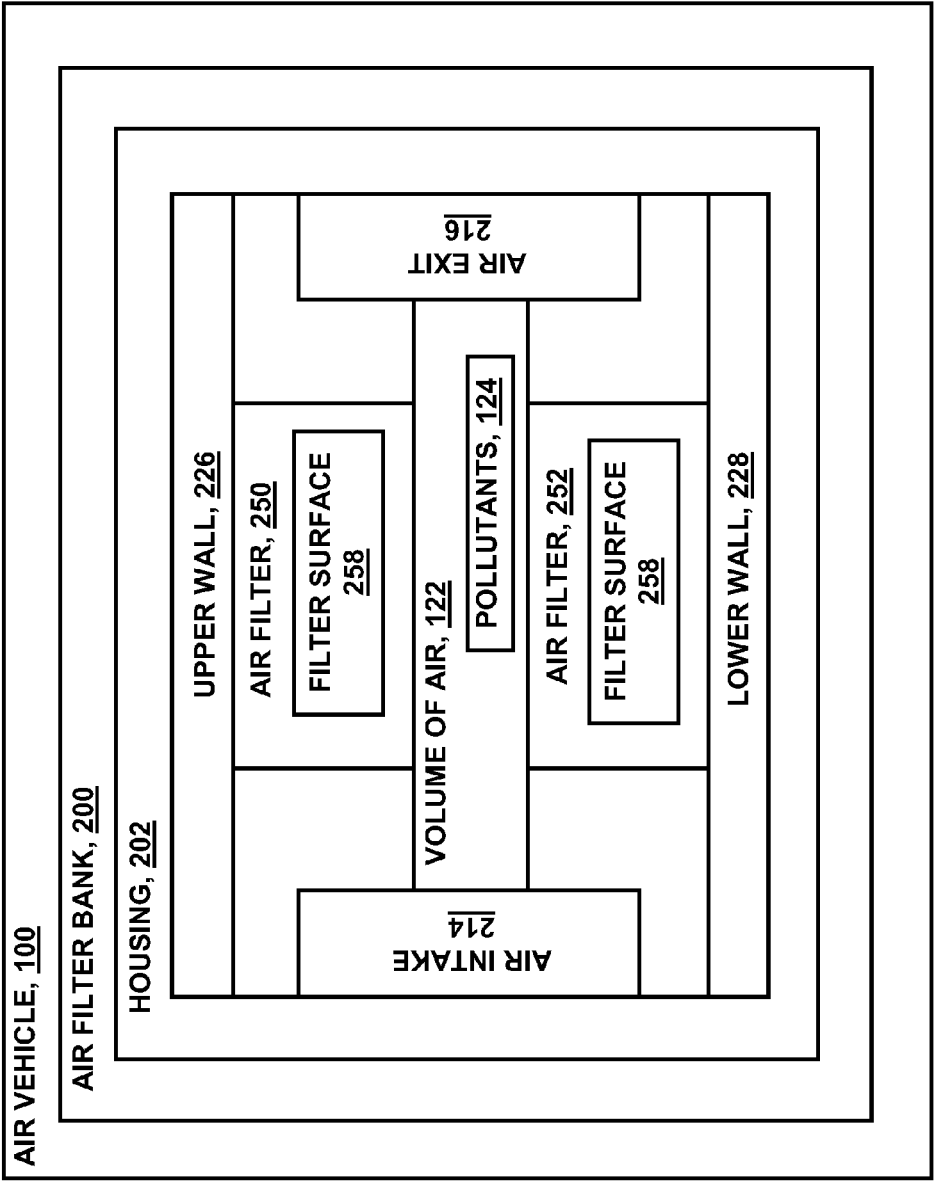 AIR VEHICLE, 100
AIR FILTER BANK, 200
HOUSING, 202
UPPER WALL, 226
AIR FILTER, 250
FILTER SURFACE
258
AIR INTAKE
214
VOLUME OF AIR, 122
POLLUTANTS, 124
AIR EXIT
216
AIR FILTER, 252
FILTER SURFACE
258
LOWER WALL, 228